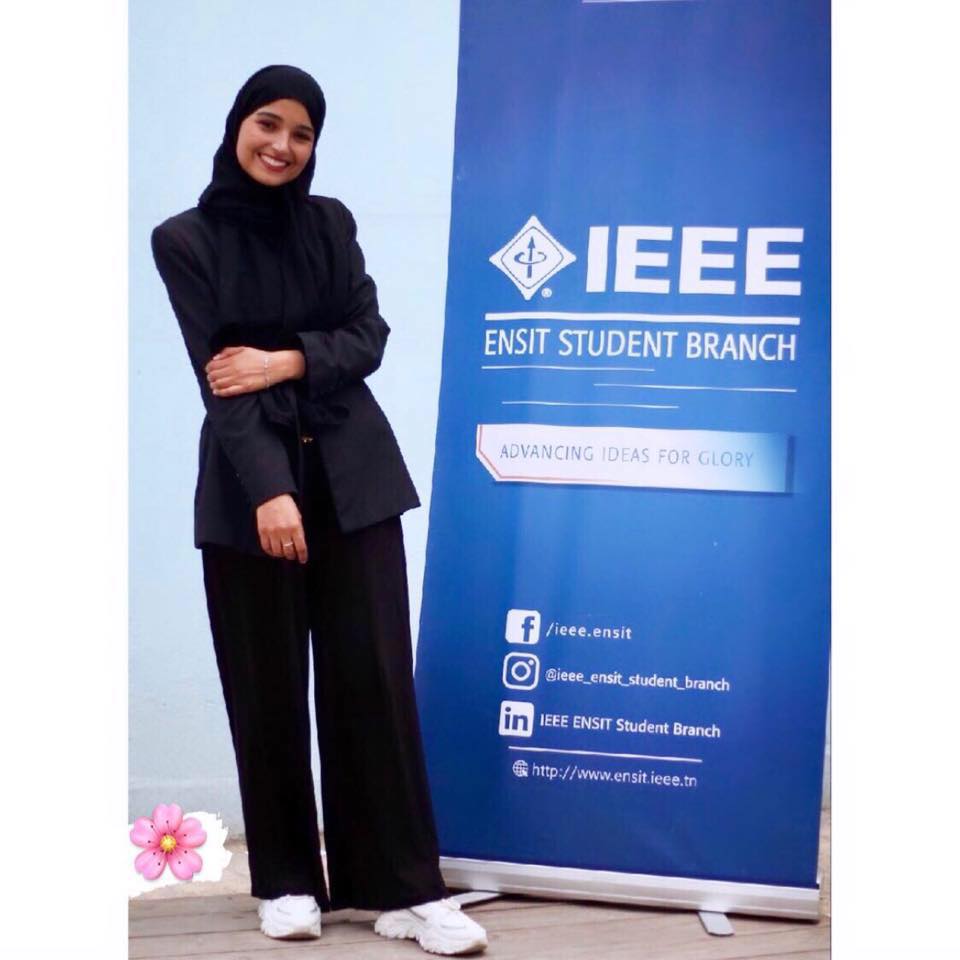 IEEE
ENSIT STUDENT BRANCH
ADVANCING IDEAS FOR GLORY
/ieee.ensit
@ieee_ensit_student_branch
IEEE ENSIT Student Branch
http://www.ensit.ieee.tn